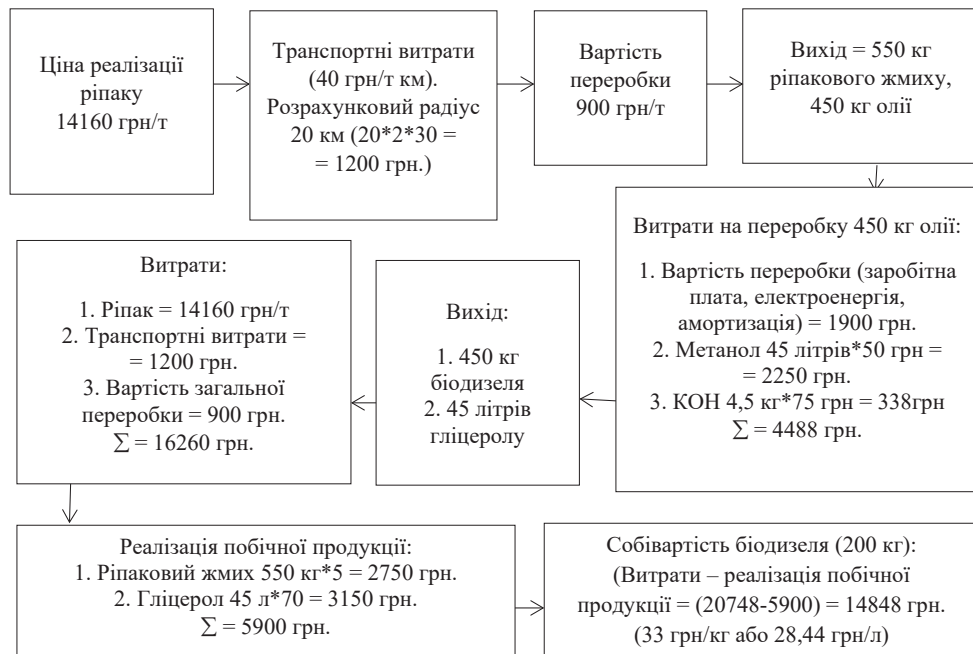 Ціна реалізації
ріпаку
14160 грн/т
Транспортні витрати
(40 грн/т км).
Розрахунковий радіус
20 км (20*2*30 =
= 1200 грн.)
Вартість
переробки
900 грн/т
Вихід = 550 кг
ріпакового жмиху,
450 кг олії
Витрати на переробку 450 кг олії:
1. Вартість переробки (заробітна
плата, електроенергія,
амортизація) = 1900 грн.
2. Метанол 45 літрів*50 грн =
= 2250 грн.
3. КОН 4,5 кг*75 грн = 338грн
∑ = 4488 грн.
Вихід:
1. 450 кг
біодизеля
2. 45 літрів
гліцеролу
Витрати:
1. Ріпак = 14160 грн/т
2. Транспортні витрати =
= 1200 грн.
3. Вартість загальної
переробки = 900 грн.
∑ = 16260 грн.
Реалізація побічної продукції:
1. Ріпаковий жмих 550 кг*5 = 2750 грн.
2. Гліцерол 45 л*70 = 3150 грн.
∑ = 5900 грн.
Собівартість біодизеля (200 кг):
(Витрати – реалізація побічної
продукції = (20748-5900) = 14848 грн.
(33 грн/кг або 28,44 грн/л)